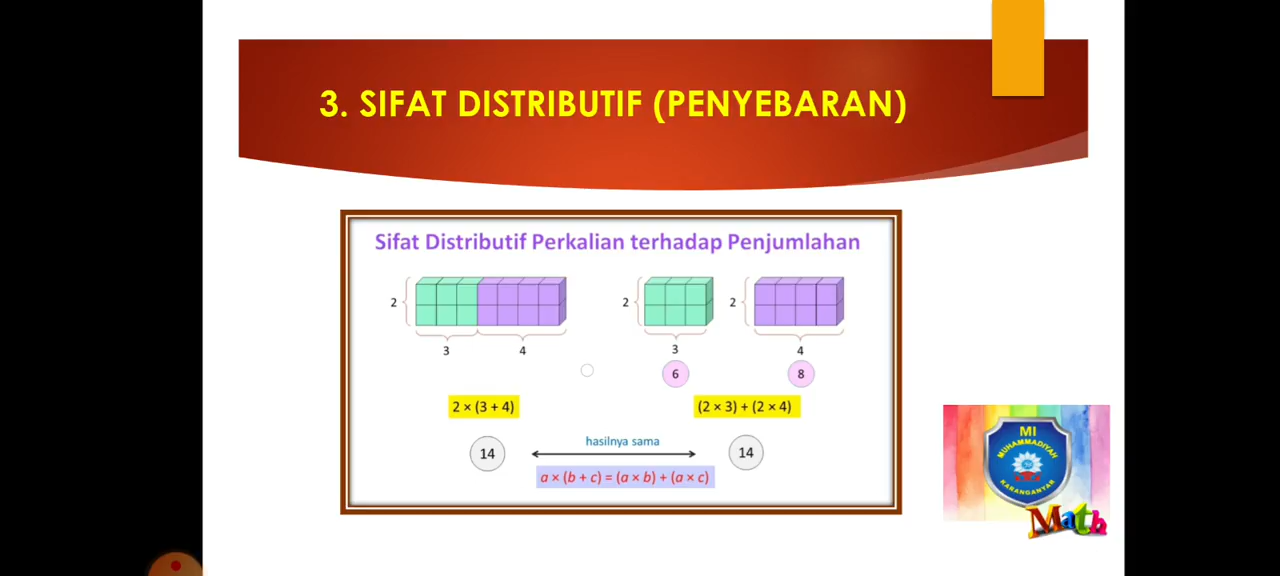 3. SIFAT DISTRIBUTIF (PENYEBARAN)
Sifat Distributif Perkalian terhadap Penjumlahan
2
2
2
3
4
3
4
6
8
2 × (3 + 4)
(2 × 3) + (2 × 4)
14
hasilnya sama
14
a × (b + c) = (a × b) + (a × c)
MI
MUHAMMADIYAH
KARANGANYAR
Math